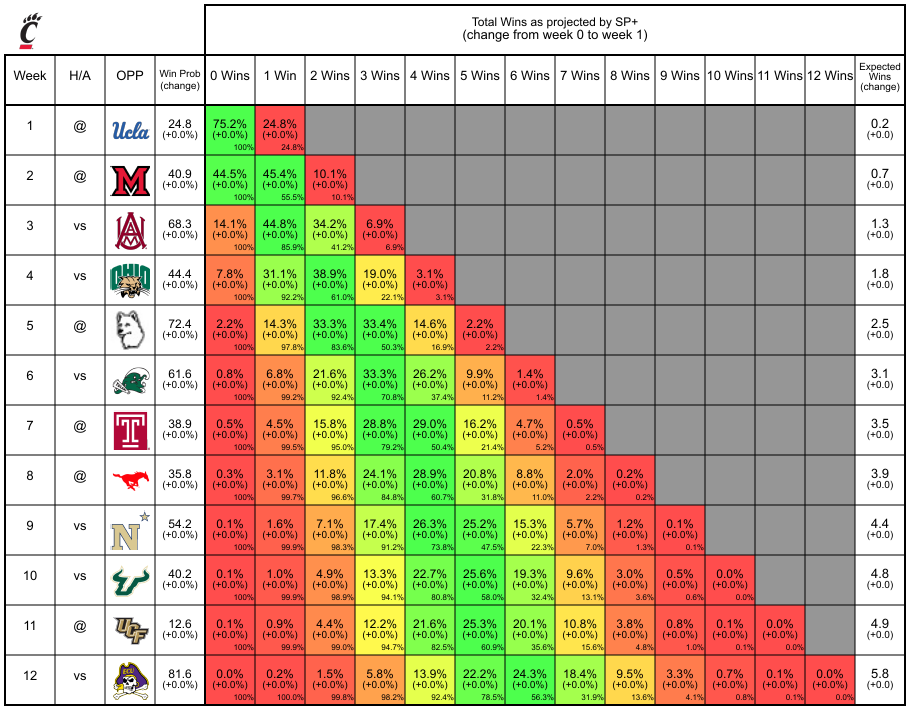 Total Wins as projected by SP+
(change from week 0 to week 1)
Week H/A OPP Win Prob (change) 0 Wins 1 Win 2 Wins 3 Wins 4 Wins 5 Wins 6 Wins 7 Wins 8 Wins 9 Wins 10 Wins 11 Wins 12 Wins Expected Wins (change)
1 @ Ucla 24.8 75.2% 24.8% 0.2
(+0.0%) (+0.0%) (+0.0%) (+0.0)
100% 24.8%
2 @ M 40.9 44.5% 45.4% 10.1% 0.7
(+0.0%) (+0.0%) (+0.0%) (+0.0%) (+0.0)
100% 55.5% 10.1%
3 vs 68.3 14.1% 44.8% 34.2% 6.9% 1.3
(+0.0%) (+0.0%) (+0.0%) (+0.0%) (+0.0%) (+0.0)
100% 85.9% 41.2% 6.9%
4 vs OHIO 44.4 7.8% 31.1% 38.9% 19.0% 3.1% 1.8
(+0.0%) (+0.0%) (+0.0%) (+0.0%) (+0.0%) (+0.0%) (+0.0)
100% 92.2% 61.0% 22.1% 3.1%
5 @ 72.4 2.2% 14.3% 33.3% 33.4% 14.6% 2.2% 2.5
(+0.0%) (+0.0%) (+0.0%) (+0.0%) (+0.0%) (+0.0%) (+0.0%) (+0.0)
100% 97.8% 83.6% 50.3% 16.9% 2.2%
6 vs 61.6 0.8% 6.8% 21.6% 33.3% 26.2% 9.9% 1.4% 3.1
(+0.0%) (+0.0%) (+0.0%) (+0.0%) (+0.0%) (+0.0%) (+0.0%) (+0.0%) (+0.0)
100% 99.2% 92.4% 70.8% 37.4% 11.2% 1.4%
7 @ T 38.9 0.5% 4.5% 15.8% 28.8% 29.0% 16.2% 4.7% 0.5% 3.5
(+0.0%) (+0.0%) (+0.0%) (+0.0%) (+0.0%) (+0.0%) (+0.0%) (+0.0%) (+0.0%) (+0.0)
100% 99.5% 95.0% 79.2% 50.4% 21.4% 5.2% 0.5%
8 @ 35.8 0.3% 3.1% 11.8% 24.1% 28.9% 20.8% 8.8% 2.0% 0.2% 3.9
(+0.0%) (+0.0%) (+0.0%) (+0.0%) (+0.0%) (+0.0%) (+0.0%) (+0.0%) (+0.0%) (+0.0%) (+0.0)
100% 99.7% 96.6% 84.8% 60.7% 31.8% 11.0% 2.2% 0.2%
9 vs N 54.2 0.1% 1.6% 7.1% 17.4% 26.3% 25.2% 15.3% 5.7% 1.2% 0.1% 4.4
(+0.0%) (+0.0%) (+0.0%) (+0.0%) (+0.0%) (+0.0%) (+0.0%) (+0.0%) (+0.0%) (+0.0%) (+0.0%) (+0.0)
100% 99.9% 98.3% 91.2% 73.8% 47.5% 22.3% 7.0% 1.3% 0.1%
10 vs 40.2 0.1% 1.0% 4.9% 13.3% 22.7% 25.6% 19.3% 9.6% 3.0% 0.5% 0.0% 4.8
(+0.0%) (+0.0%) (+0.0%) (+0.0%) (+0.0%) (+0.0%) (+0.0%) (+0.0%) (+0.0%) (+0.0%) (+0.0%) (+0.0%) (+0.0)
100% 99.9% 98.9% 94.1% 80.8% 58.0% 32.4% 13.1% 3.6% 0.6% 0.0%
11 @ UCF 12.6 0.1% 0.9% 4.4% 12.2% 21.6% 25.3% 20.1% 10.8% 3.8% 0.8% 0.1% 0.0% 4.9
(+0.0%) (+0.0%) (+0.0%) (+0.0%) (+0.0%) (+0.0%) (+0.0%) (+0.0%) (+0.0%) (+0.0%) (+0.0%) (+0.0%) (+0.0%) (+0.0)
100% 99.9% 99.0% 94.7% 82.5% 60.9% 35.6% 15.6% 4.8% 1.0% 0.1% 0.0%
12 vs ECU 81.6 0.0% 0.2% 1.5% 5.8% 13.9% 22.2% 24.3% 18.4% 9.5% 3.3% 0.7% 0.1% 0.0% 5.8
(+0.0%) (+0.0%) (+0.0%) (+0.0%) (+0.0%) (+0.0%) (+0.0%) (+0.0%) (+0.0%) (+0.0%) (+0.0%) (+0.0%) (+0.0%) (+0.0%) (+0.0)
100% 100.0% 99.8% 98.2% 92.4% 78.5% 56.3% 31.9% 13.6% 4.1% 0.8% 0.1% 0.0%